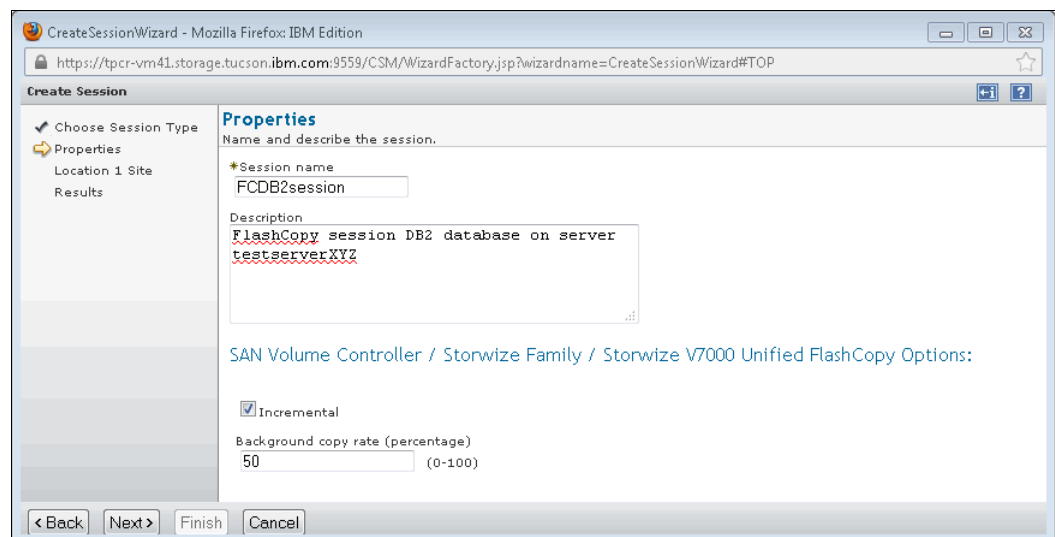 CreateSessionWizard - Mozilla Firefox: IBM Edition
https://tpcr-vm41.storage.tucson.ibm.com:9559/CSM/WizardFactory.jsp?wizardname=CreateSessionWizard#TOP
Create Session
Choose Session Type
Properties
Location 1 Site
Results
Properties
Name and describe the session.
*Session name
FCDB2session
Description
FlashCopy session DB2 database on server
testserverXYZ
SAN Volume Controller / Storwize Family / Storwize V7000 Unified FlashCopy Options:
Incremental
Background copy rate (percentage)
50 (0-100)
< Back Next > Finish Cancel